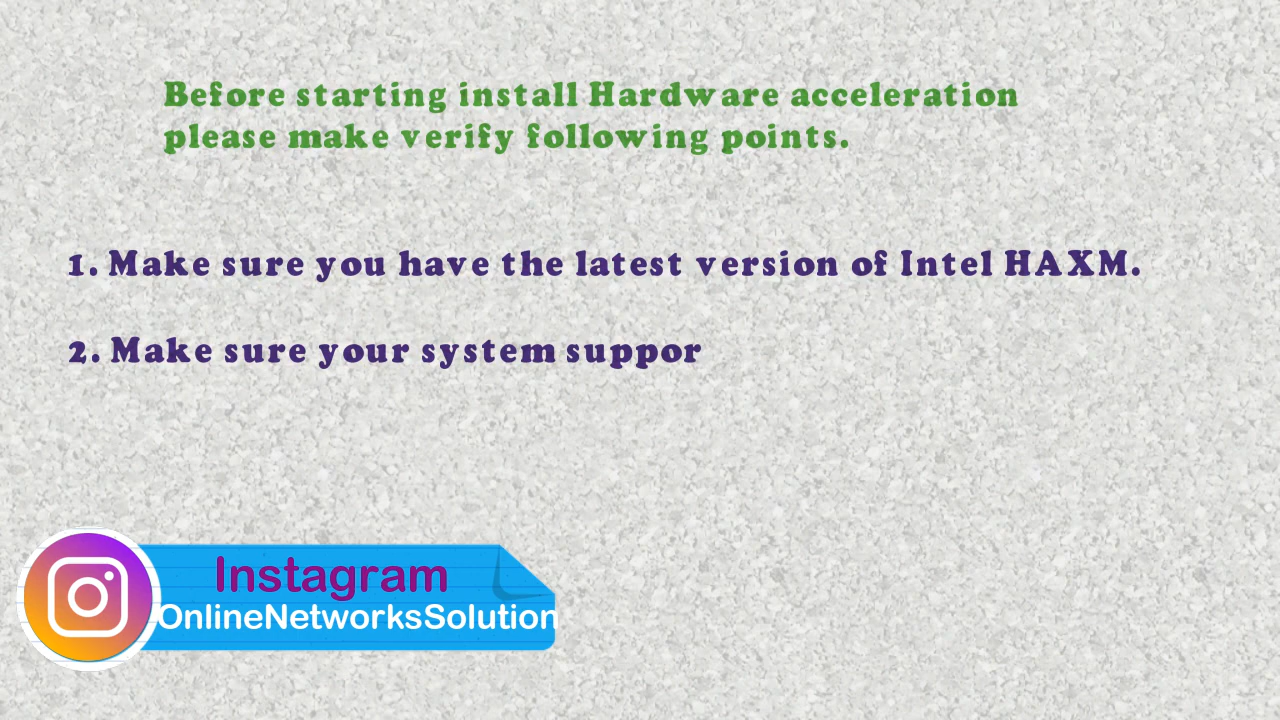 Before starting install Hardware acceleration
please make verify following points.
1. Make sure you have the latest version of Intel HAXM.
2. Make sure your system suppor
Instagram
OnlineNetworksSolution